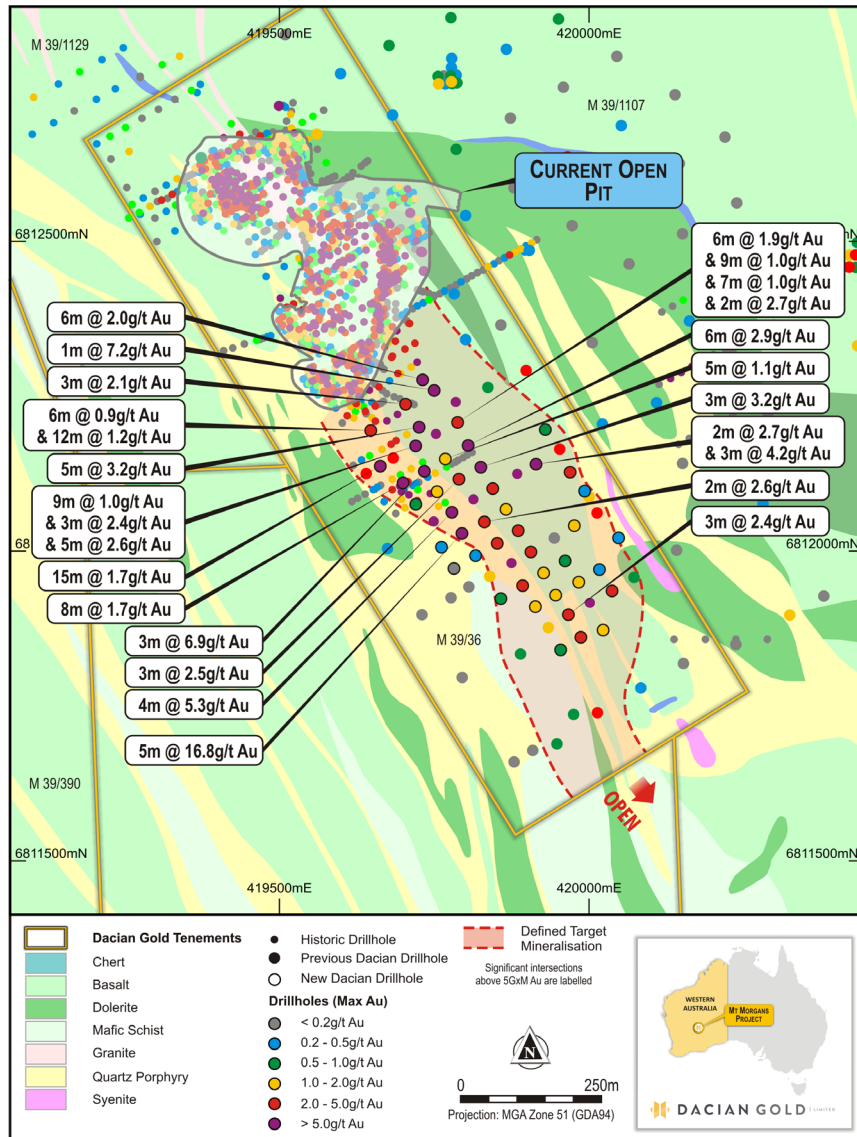 419500mE
420000mE
M 39/1129
M 39/1107
CURRENT OPEN
PIT
6812500mN
6812500mN
6m @ 1.9g/t Au
& 9m @ 1.0g/t Au
& 7m @ 1.0g/t Au
& 2m @ 2.7g/t Au
6m @ 2.0g/t Au
1m @ 7.2g/t Au
3m @ 2.1g/t Au
6m @ 0.9g/t Au
& 12m @ 1.2g/t Au
5m @ 3.2g/t Au
9m @ 1.0g/t Au
& 3m @ 2.4g/t Au
& 5m @ 2.6g/t Au
15m @ 1.7g/t Au
8m @ 1.7g/t Au
6m @ 2.9g/t Au
5m @ 1.1g/t Au
3m @ 3.2g/t Au
2m @ 2.7g/t Au
& 3m @ 4.2g/t Au
2m @ 2.6g/t Au
3m @ 2.4g/t Au
6812000mN
3m @ 6.9g/t Au
3m @ 2.5g/t Au
4m @ 5.3g/t Au
5m @ 16.8g/t Au
M 39/36
M 39/390
OPEN
6811500mN
6811500mN
419500mE
420000mE
Dacian Gold Tenements
Chert
Basalt
Dolerite
Mafic Schist
Granite
Quartz Porphyry
Syenite
Historic Drillhole
Previous Dacian Drillhole
New Dacian Drillhole
Drillholes (Max Au)
< 0.2g/t Au
0.2 - 0.5g/t Au
0.5 - 1.0g/t Au
1.0 - 2.0g/t Au
2.0 - 5.0g/t Au
> 5.0g/t Au
Defined Target
Mineralisation
Significant intersections
above 5GxM Au are labelled
N
0
250m
Projection: MGA Zone 51 (GDA94)
WESTERN
AUSTRALIA
MT MORGANS
PROJECT
DACIAN GOLD LIMITED